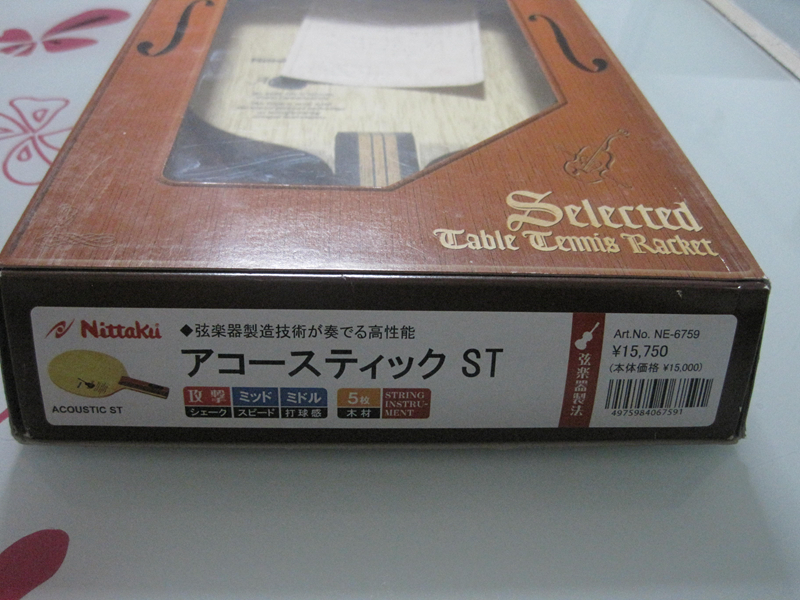 Selected
Table Tennis Racket
Nittaku
◆弦楽器製造技術が奏でる高性能
アコースティック ST
ACOUSTIC ST
攻撃
シェーク
ミッド
スピード
ミドル
打球感
5枚
木材
STRING
INSTRU-
MENT
弦楽器製法
Art.No. NE-6759
¥15,750
(本体価格 ¥15,000)
4975984067591